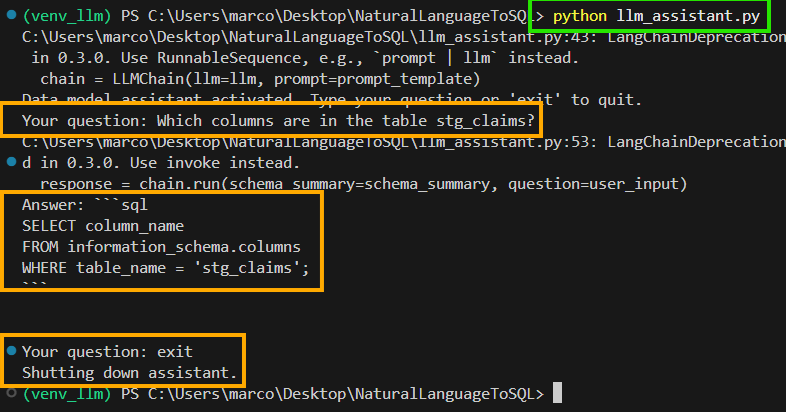 (venv_llm) PS C:\Users\marco\Desktop\NaturalLanguageToSQL> python llm_assistant.py
C:\Users\marco\Desktop\NaturalLanguageToSQL\llm_assistant.py:43: LangChainDeprecation
in 0.3.0. Use RunnableSequence, e.g., `prompt | llm` instead.
chain = LLMChain(llm=llm, prompt=prompt_template)
Data model assistant activated. Type your question or 'exit' to quit.
Your question: Which columns are in the table stg_claims?
C:\Users\marco\Desktop\NaturalLanguageToSQL\llm_assistant.py:53: LangChainDeprecation
d in 0.3.0. Use invoke instead.
response = chain.run(schema_summary=schema_summary, question=user_input)
Answer: ```sql
SELECT column_name
FROM information_schema.columns
WHERE table_name = 'stg_claims';
```
Your question: exit
Shutting down assistant.
(venv_llm) PS C:\Users\marco\Desktop\NaturalLanguageToSQL>